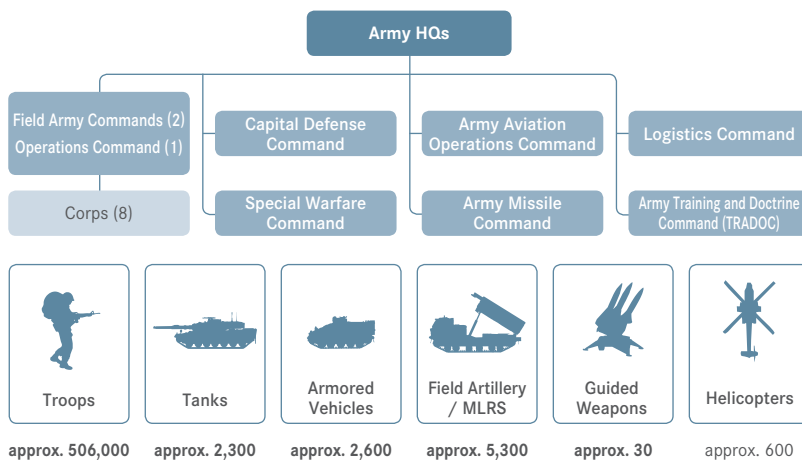 Army HQs
Field Army Commands (2)
Operations Command (1)
Capital Defense
Command
Army Aviation
Operations Command
Logistics Command
Corps (8)
Special Warfare
Command
Army Missile
Command
Army Training and Doctrine
Command (TRADOC)
Troops
Tanks
Armored
Vehicles
Field Artillery
/ MLRS
Guided
Weapons
Helicopters
approx. 506,000
approx. 2,300
approx. 2,600
approx. 5,300
approx. 30
approx. 600